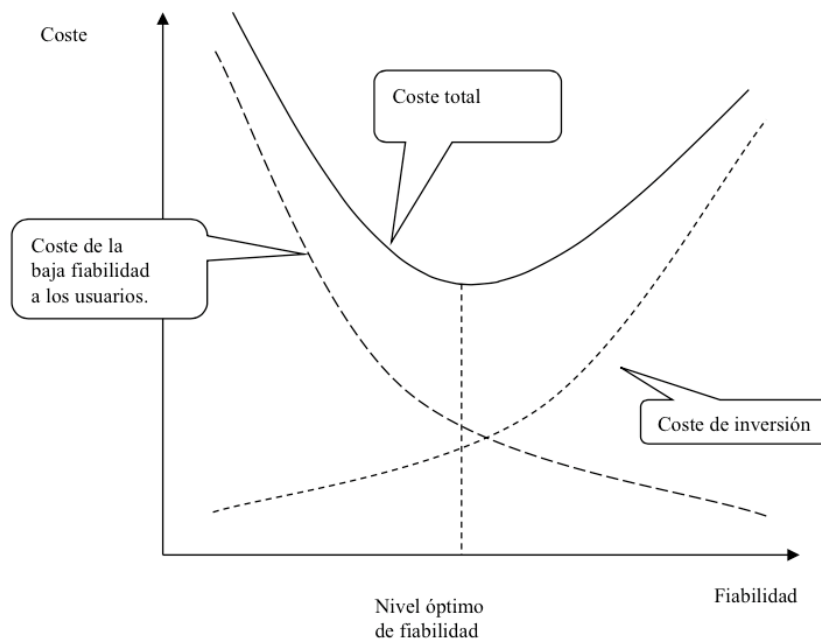 Coste
Coste total
Coste de la
baja fiabilidad
a los usuarios.
Coste de inversión
Fiabilidad
Nivel óptimo
de fiabilidad